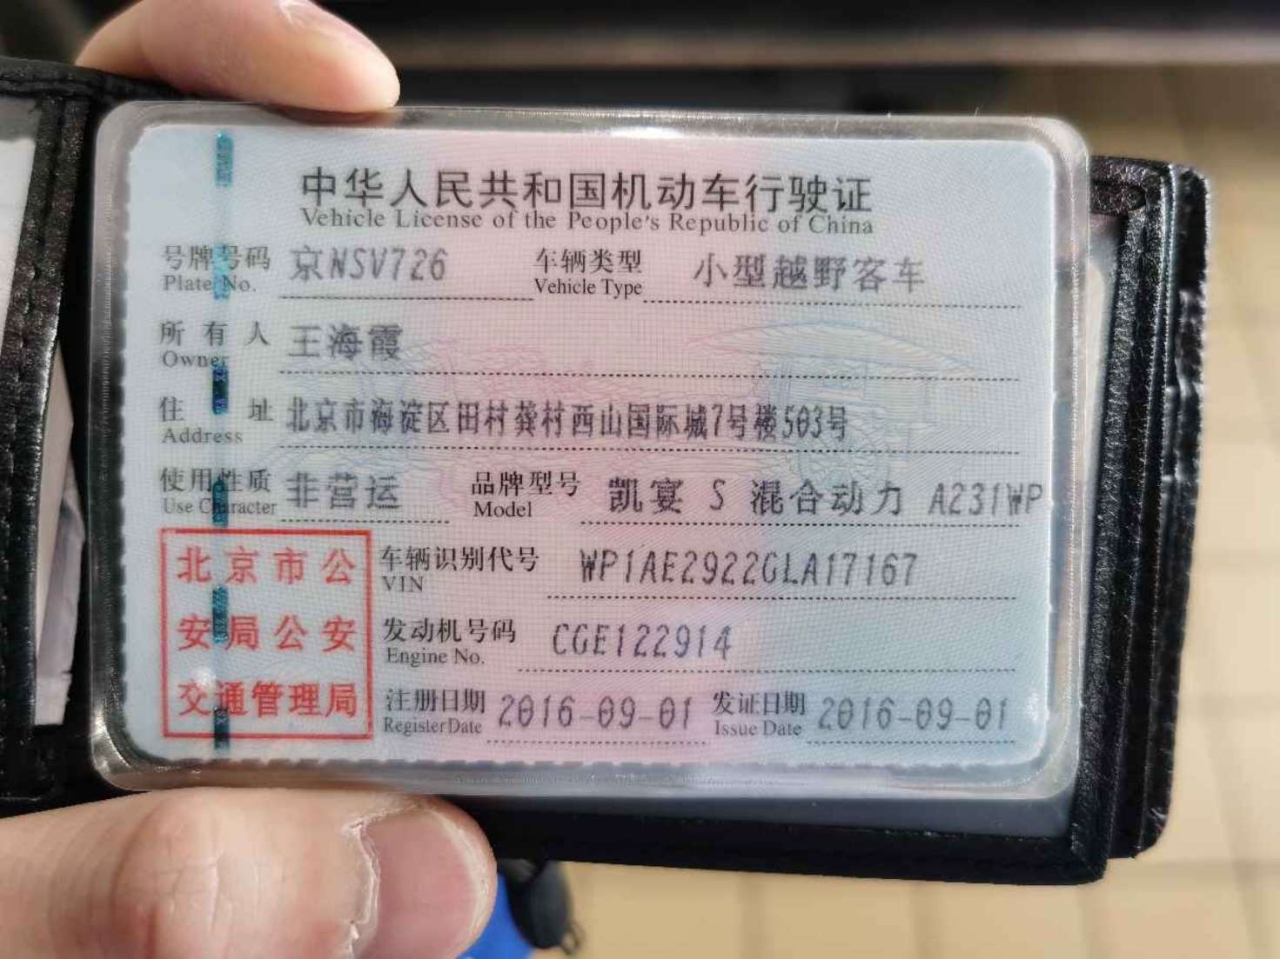 中华人民共和国机动车行驶证
Vehicle License of the People's Republic of China
号牌号码 京NSV726 车辆类型 小型越野客车
Plate No. Vehicle Type
所有人 王海霞
Owner
住址 北京市海淀区田村龚村西山国际城7号楼503号
Address
使用性质 非营运 品牌型号 凯宴 S 混合动力 A231WP
Use Character Model
北京市公
安局公安
交通管理局
车辆识别代号 WP1AE2922GLA17167
VIN
发动机号码 CGE122914
Engine No.
注册日期 2016-09-01 发证日期 2016-09-01
Register Date Issue Date